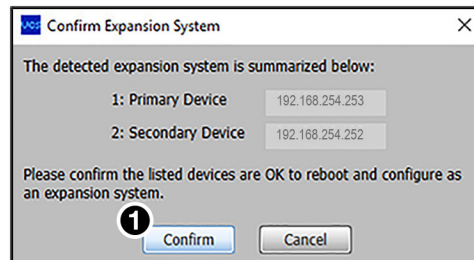 VCS Confirm Expansion System
The detected expansion system is summarized below:
1: Primary Device 192.168.254.253
2: Secondary Device 192.168.254.252
Please confirm the listed devices are OK to reboot and configure as
an expansion system.
1
Confirm Cancel